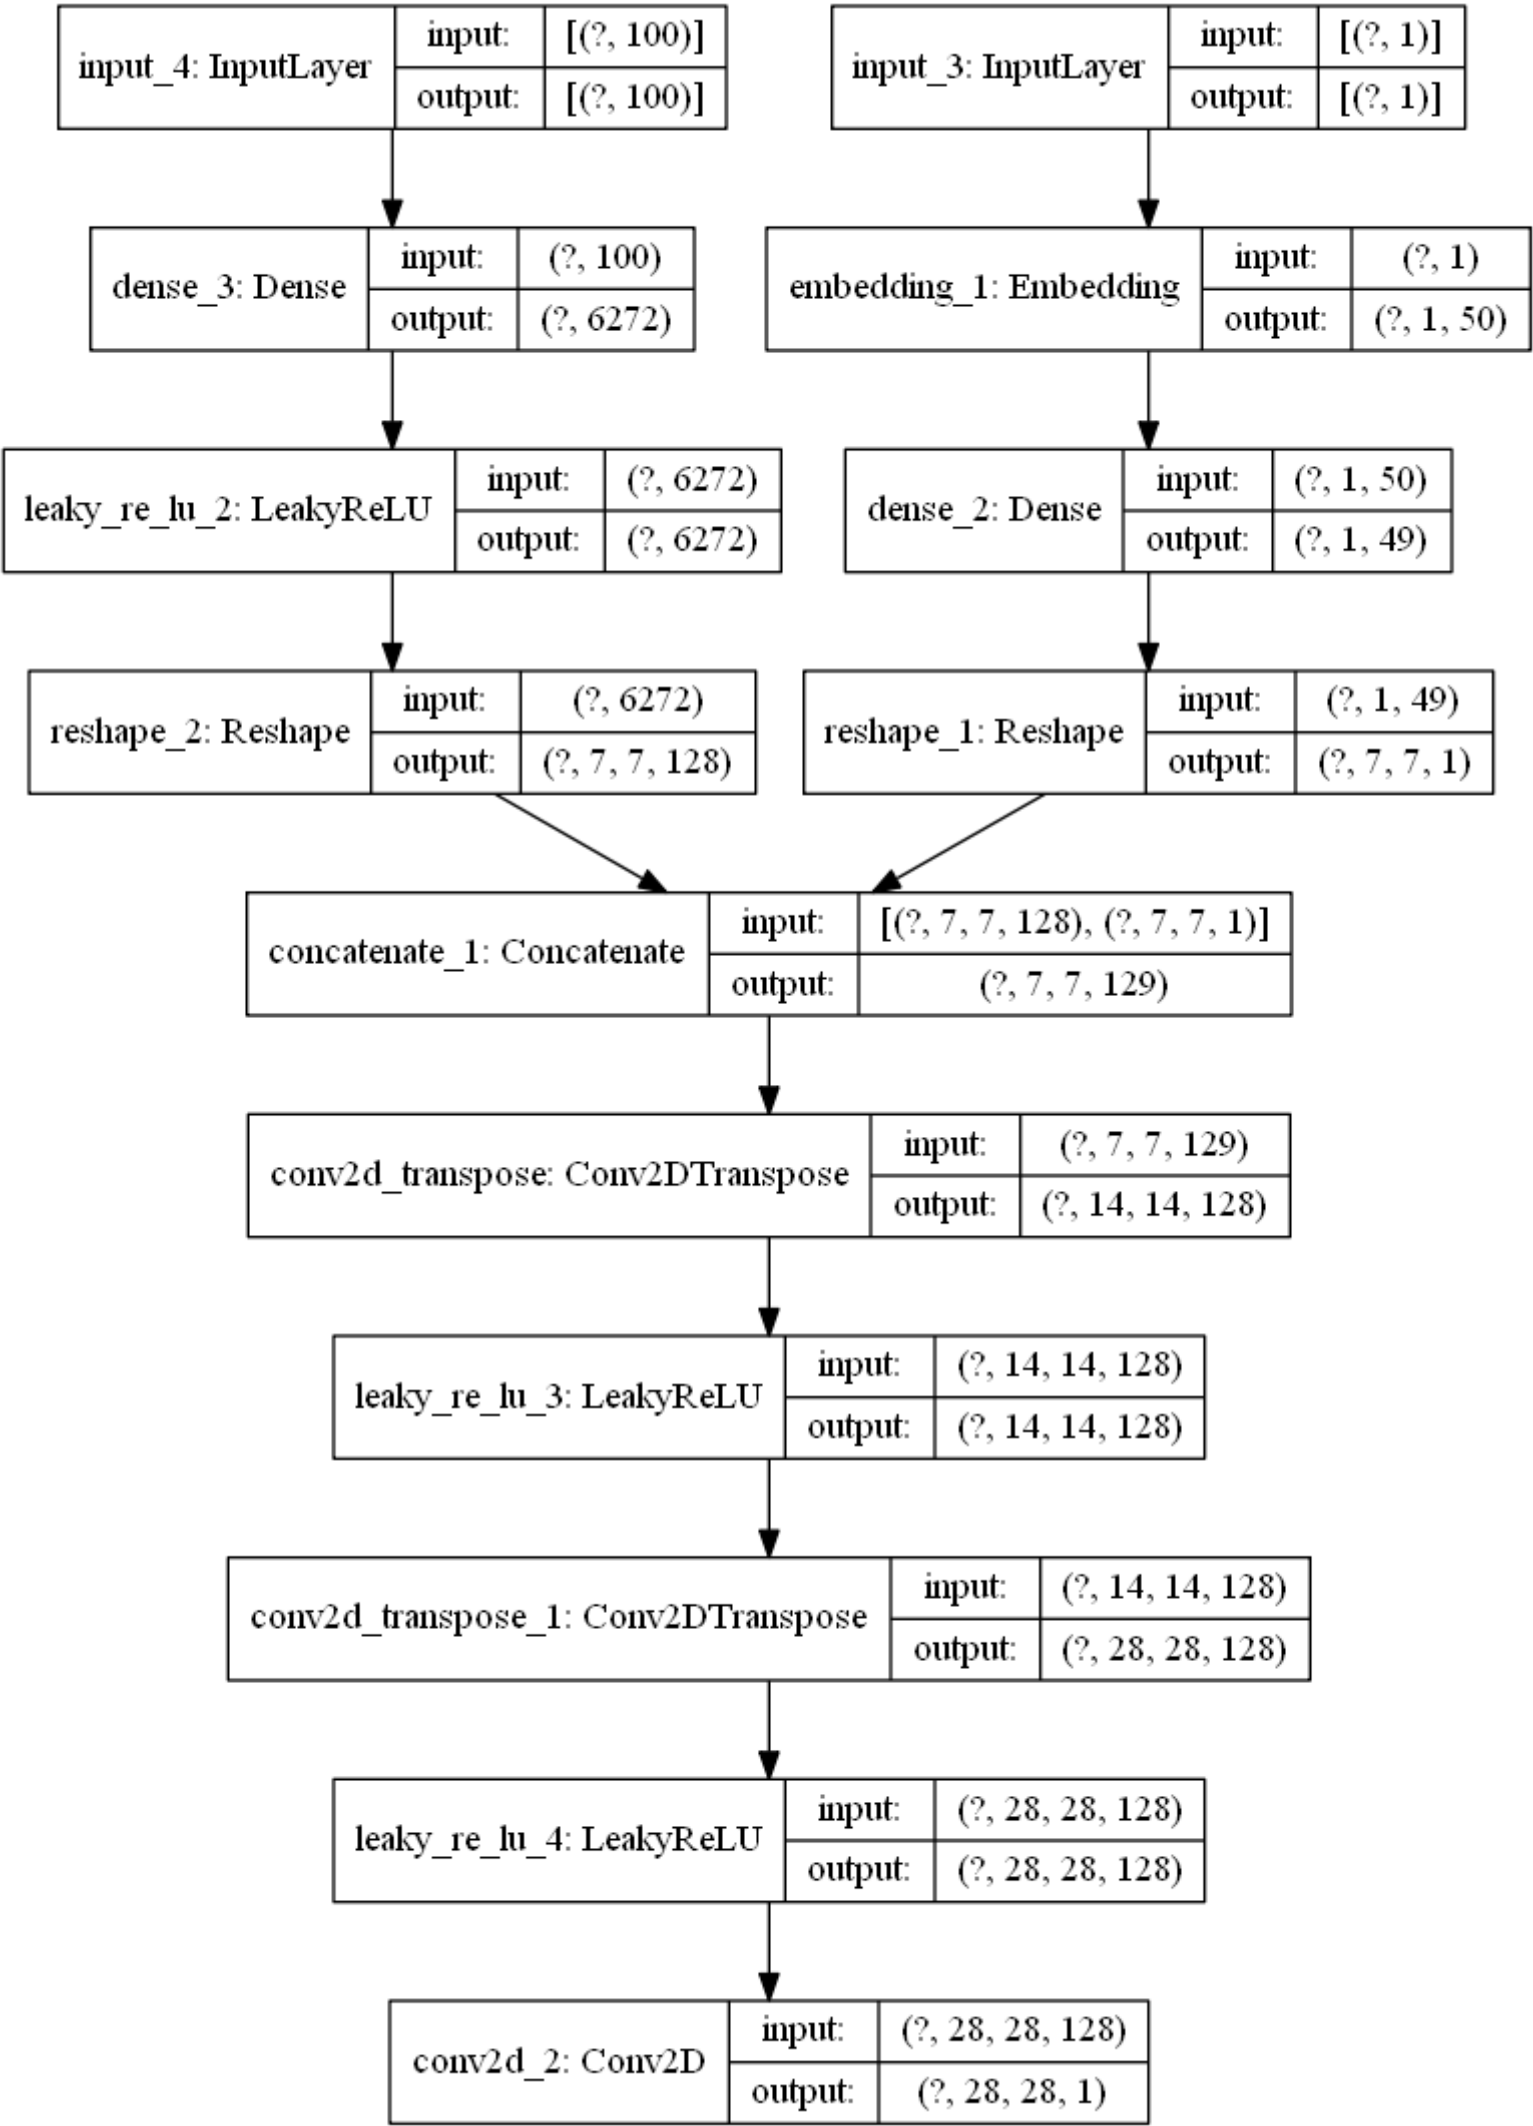 input_4: InputLayer
input: [(?, 100)]
output: [(?, 100)]
input_3: InputLayer
input: [(?, 1)]
output: [(?, 1)]
dense_3: Dense
input: (?, 100)
output: (?, 6272)
embedding_1: Embedding
input: (?, 1)
output: (?, 1, 50)
leaky_re_lu_2: LeakyReLU
input: (?, 6272)
output: (?, 6272)
dense_2: Dense
input: (?, 1, 50)
output: (?, 1, 49)
reshape_2: Reshape
input: (?, 6272)
output: (?, 7, 7, 128)
reshape_1: Reshape
input: (?, 1, 49)
output: (?, 7, 7, 1)
concatenate_1: Concatenate
input: [(?, 7, 7, 128), (?, 7, 7, 1)]
output: (?, 7, 7, 129)
conv2d_transpose: Conv2DTranspose
input: (?, 7, 7, 129)
output: (?, 14, 14, 128)
leaky_re_lu_3: LeakyReLU
input: (?, 14, 14, 128)
output: (?, 14, 14, 128)
conv2d_transpose_1: Conv2DTranspose
input: (?, 14, 14, 128)
output: (?, 28, 28, 128)
leaky_re_lu_4: LeakyReLU
input: (?, 28, 28, 128)
output: (?, 28, 28, 128)
conv2d_2: Conv2D
input: (?, 28, 28, 128)
output: (?, 28, 28, 1)